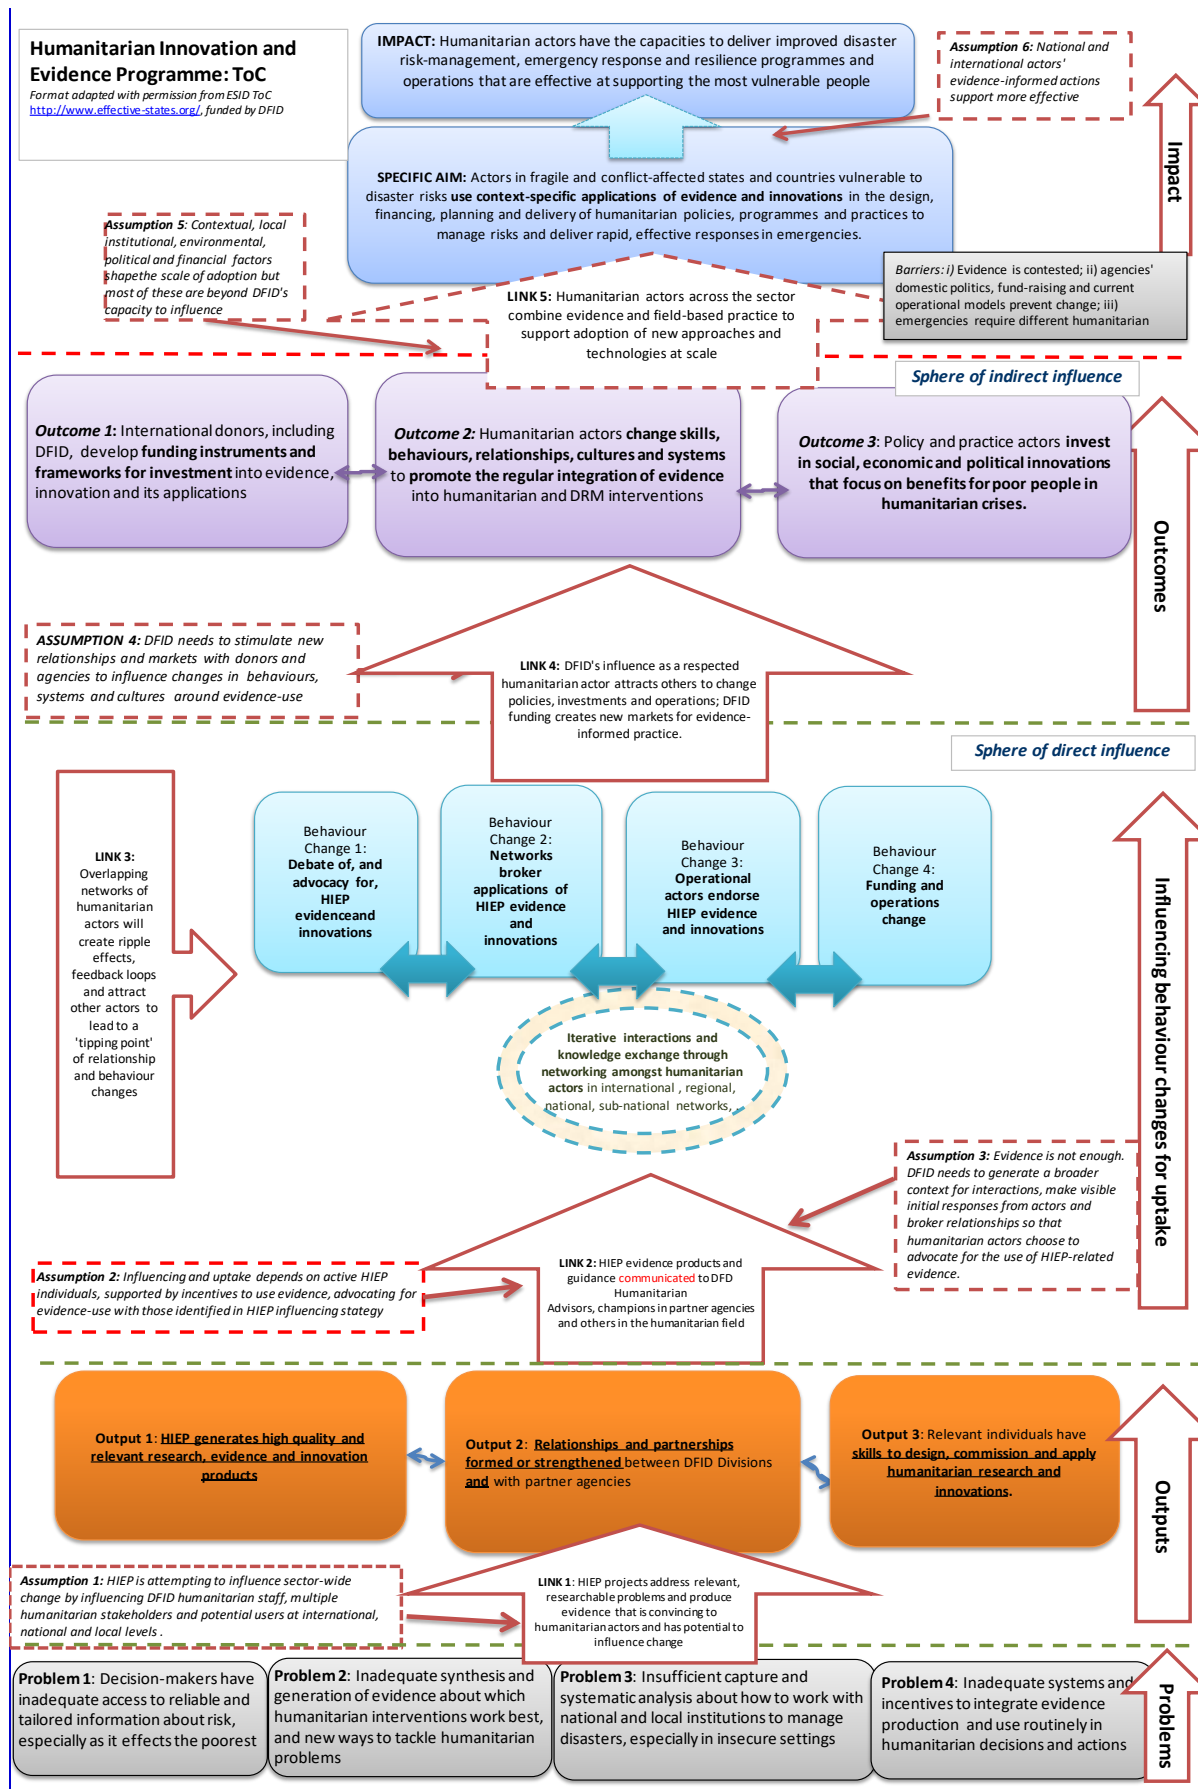 Humanitarian Innovation and
Evidence Programme: ToC
Format adapted with permission from ESID ToC
http://www.effective-states.org/, funded by DFID
IMPACT: Humanitarian actors have the capacities to deliver improved disaster
risk-management, emergency response and resilience programmes and
operations that are effective at supporting the most vulnerable people
Assumption 6: National and
international actors'
evidence-informed actions
support more effective
Impact
SPECIFIC AIM: Actors in fragile and conflict-affected states and countries vulnerable to
disaster risks use context-specific applications of evidence and innovations in the design,
financing, planning and delivery of humanitarian policies, programmes and practices to
manage risks and deliver rapid, effective responses in emergencies.
Assumption 5: Contextual, local
institutional, environmental,
political and financial factors
shapethe scale of adoption but
most of these are beyond DFID's
capacity to influence
LINK 5: Humanitarian actors across the sector
combine evidence and field-based practice to
support adoption of new approaches and
technologies at scale
Barriers: i) Evidence is contested; ii) agencies'
domestic politics, fund-raising and current
operational models prevent change; iii)
emergencies require different humanitarian
Sphere of indirect influence
Outcome 1: International donors, including
DFID, develop funding instruments and
frameworks for investment into evidence,
innovation and its applications
Outcome 2: Humanitarian actors change skills,
behaviours, relationships, cultures and systems
to promote the regular integration of evidence
into humanitarian and DRM interventions
Outcome 3: Policy and practice actors invest
in social, economic and political innovations
that focus on benefits for poor people in
humanitarian crises.
Outcomes
ASSUMPTION 4: DFID needs to stimulate new
relationships and markets with donors and
agencies to influence changes in behaviours,
systems and cultures around evidence-use
LINK 4: DFID's influence as a respected
humanitarian actor attracts others to change
policies, investments and operations; DFID
funding creates new markets for evidence-
informed practice.
Sphere of direct influence
LINK 3:
Overlapping
networks of
humanitarian
actors will
create ripple
effects,
feedback loops
and attract
other actors to
lead to a
'tipping point'
of relationship
and behaviour
changes
Behaviour
Change 1:
Debate of, and
advocacy for,
HIEP
evidenceand
innovations
Behaviour
Change 2:
Networks
broker
applications of
HIEP evidence
and
innovations
Behaviour
Change 3:
Operational
actors endorse
HIEP evidence
and innovations
Behaviour
Change 4:
Funding and
operations
change
Influencing behaviour changes for uptake
Iterative interactions and
knowledge exchange through
networking amongst humanitarian
actors in international , regional,
national, sub-national networks, .
Assumption 3: Evidence is not enough.
DFID needs to generate a broader
context for interactions, make visible
initial responses from actors and
broker relationships so that
humanitarian actors choose to
advocate for the use of HIEP-related
evidence.
Assumption 2: Influencing and uptake depends on active HIEP
individuals, supported by incentives to use evidence, advocating for
evidence-use with those identified in HIEP influencing stategy
LINK 2: HIEP evidence products and
guidance communicated to DFD
Humanitarian
Advisors, champions in partner agencies
and others in the humanitarian field
Output 1: HIEP generates high quality and
relevant research, evidence and innovation
products
Output 2: Relationships and partnerships
formed or strengthened between DFID Divisions
and with partner agencies
Output 3: Relevant individuals have
skills to design, commission and apply
humanitarian research and
innovations.
Outputs
Assumption 1: HIEP is attempting to influence sector-wide
change by influencing DFID humanitarian staff, multiple
humanitarian stakeholders and potential users at international,
national and local levels .
LINK 1: HIEP projects address relevant,
researchable problems and produce
evidence that is convincing to
humanitarian actors and has potential to
influence change
Problem 1: Decision-makers have
inadequate access to reliable and
tailored information about risk,
especially as it effects the poorest
Problem 2: Inadequate synthesis and
generation of evidence about which
humanitarian interventions work best,
and new ways to tackle humanitarian
problems
Problem 3: Insufficient capture and
systematic analysis about how to work with
national and local institutions to manage
disasters, especially in insecure settings
Problem 4: Inadequate systems and
incentives to integrate evidence
production and use routinely in
humanitarian decisions and actions
Problems